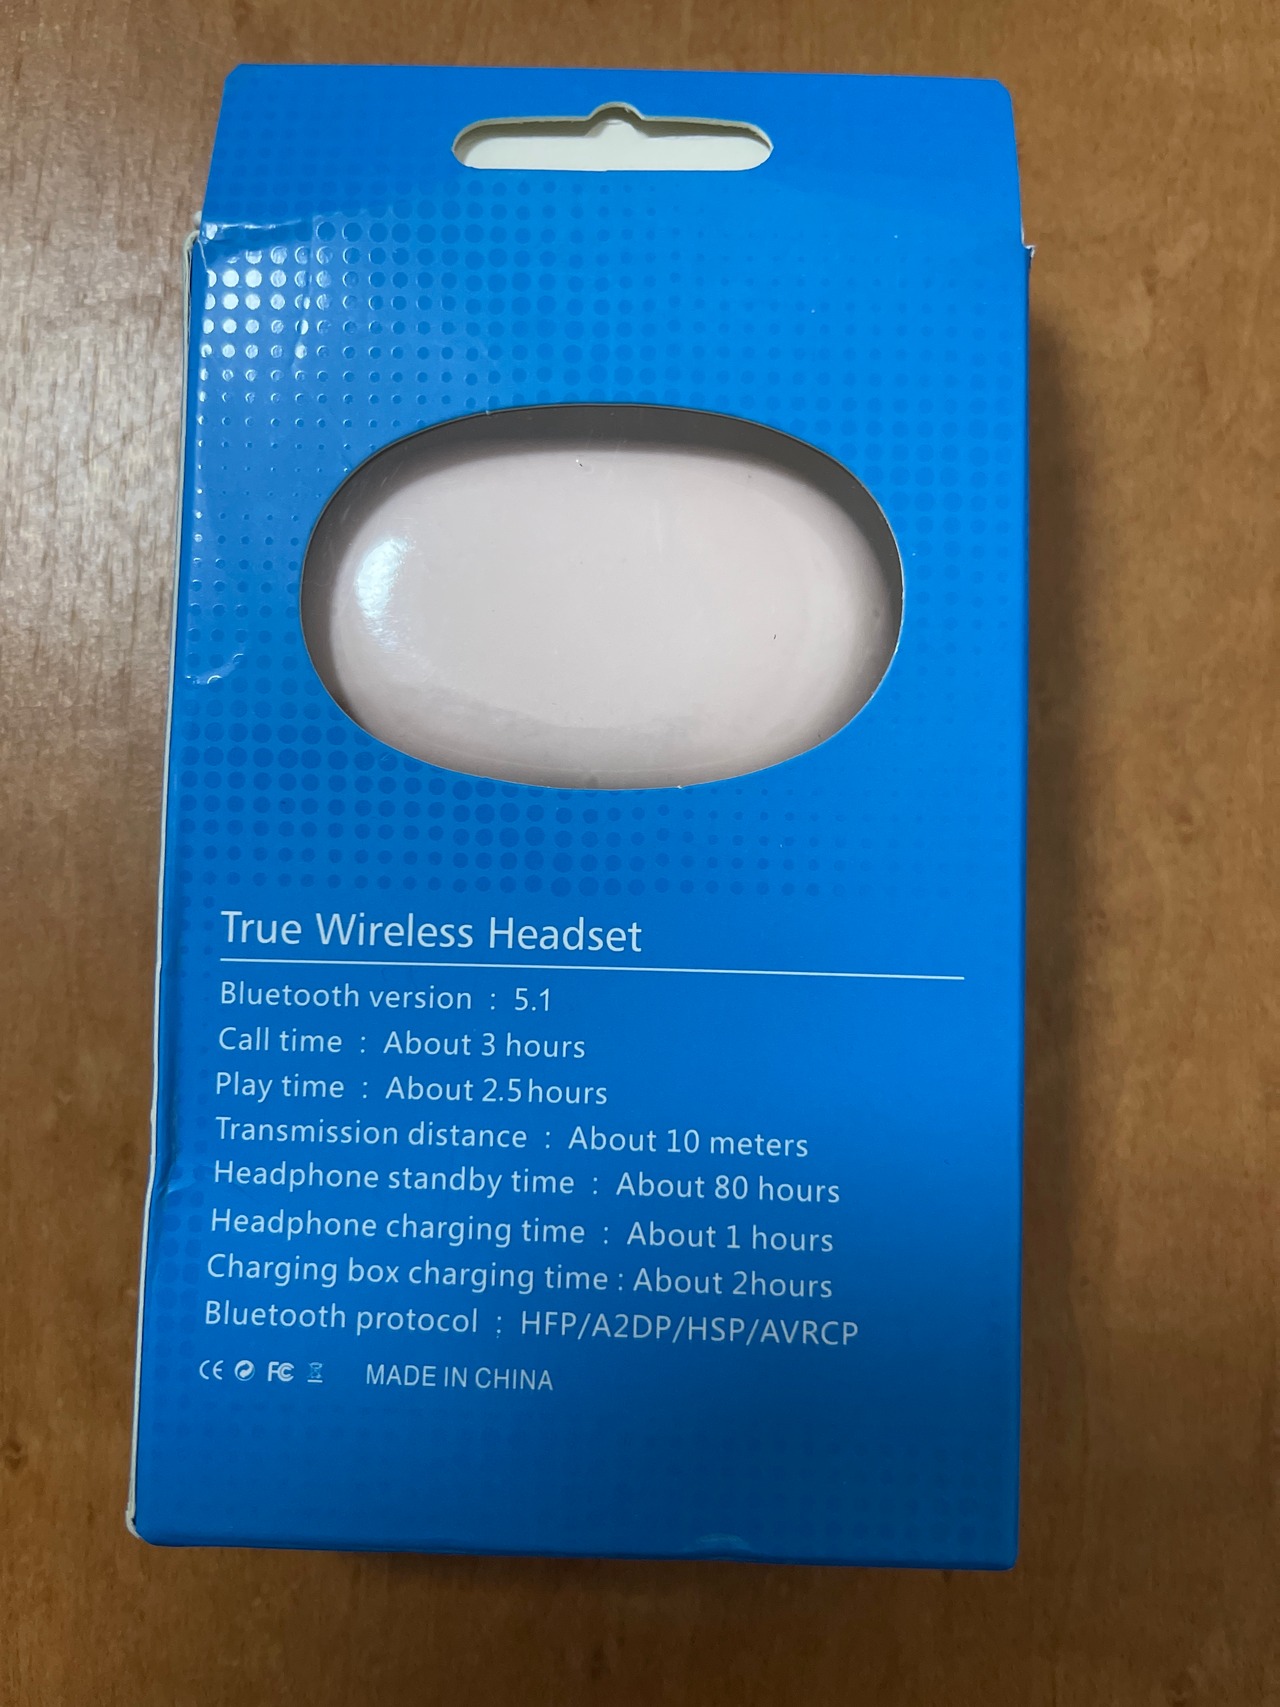 True Wireless Headset
Bluetooth version : 5.1
Call time : About 3 hours
Play time : About 2.5hours
Transmission distance : About 10 meters
Headphone standby time : About 80 hours
Headphone charging time : About 1 hours
Charging box charging time : About 2hours
Bluetooth protocol : HFP/A2DP/HSP/AVRCP
CE FC MADE IN CHINA